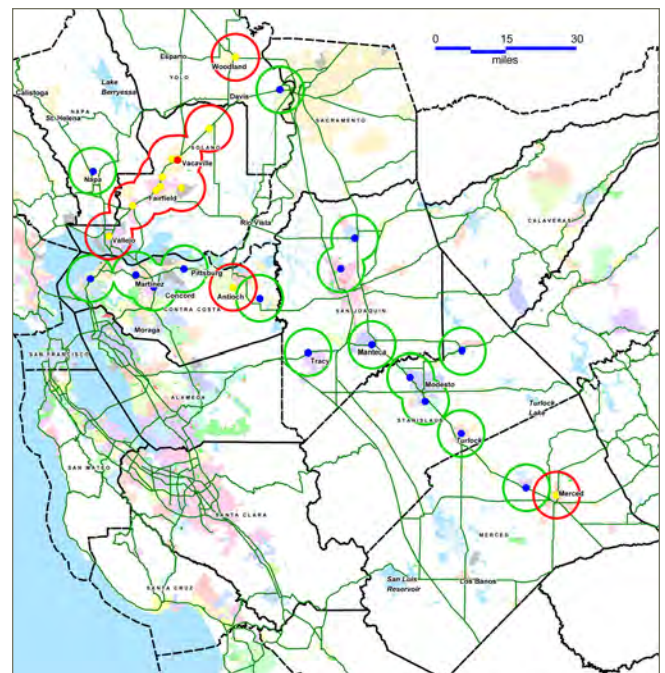 0 15 30
miles
Esparto
Woodland
YOLO
Lake
Berryessa
Calistoga
Davis
NAPA
St. Helena
SACRAMENTO
SOLANO
Vacaville
Napa
Fairfield
CALAVERAS
Rio Vista
Vallejo
Pittsburg
Martinez
Antioch
Concord
CONTRA COSTA
SAN JOAQUIN
Moraga
Manteca
SAN FRANCISCO
Tracy
Modesto
ALAMEDA
Turlock
Lake
STANISLAUS
Turlock
SAN MATEO
Merced
SANTA CLARA
MERCED
San Luis
Reservoir
Los Banos
SANTA CRUZ